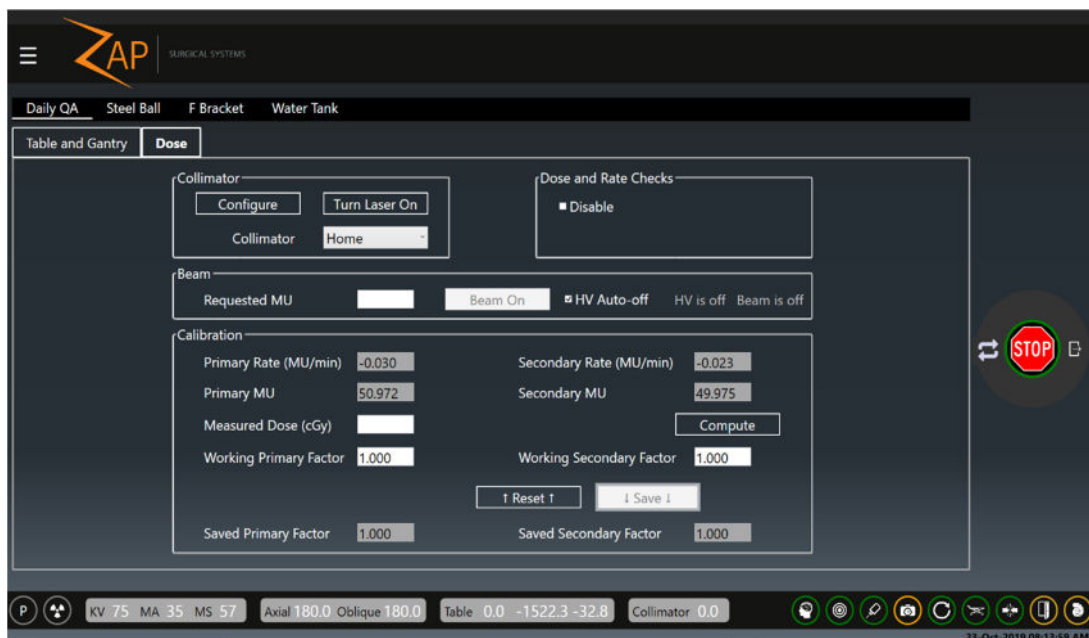 ZAP
SURGICAL SYSTEMS
Daily QA Steel Ball F Bracket Water Tank
Table and Gantry Dose
Collimator
Configure Turn Laser On
Collimator Home
Dose and Rate Checks
Disable
Beam
Requested MU Beam On HV Auto-off HV is off Beam is off
Calibration
Primary Rate (MU/min) -0.030 Secondary Rate (MU/min) -0.023
Primary MU 50.972 Secondary MU 49.975
Measured Dose (cGy) Compute
Working Primary Factor 1.000 Working Secondary Factor 1.000
↑ Reset ↑ ↓ Save ↓
Saved Primary Factor 1.000 Saved Secondary Factor 1.000
STOP
P KV 75 MA 35 MS 57 Axial 180.0 Oblique 180.0 Table 0.0 -1522.3 -32.8 Collimator 0.0